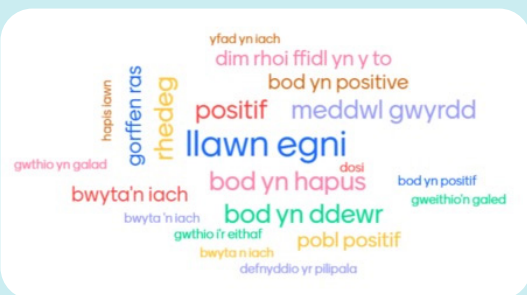 yfad yn iach
dim rhoi ffidl yn y to
bod yn positive
hapis iawn
gorffen ras
rhedeg
positif
meddwl gwyrdd
llawn egni
gwthio yn galad
dosi
bod yn hapus
bod yn positif
bwyta'n iach
gweithio'n galed
bwyta 'n iach
bod yn ddewr
gwthio i'r eithaf
pobl positif
bwyta n iach
defnyddio yr pilipala